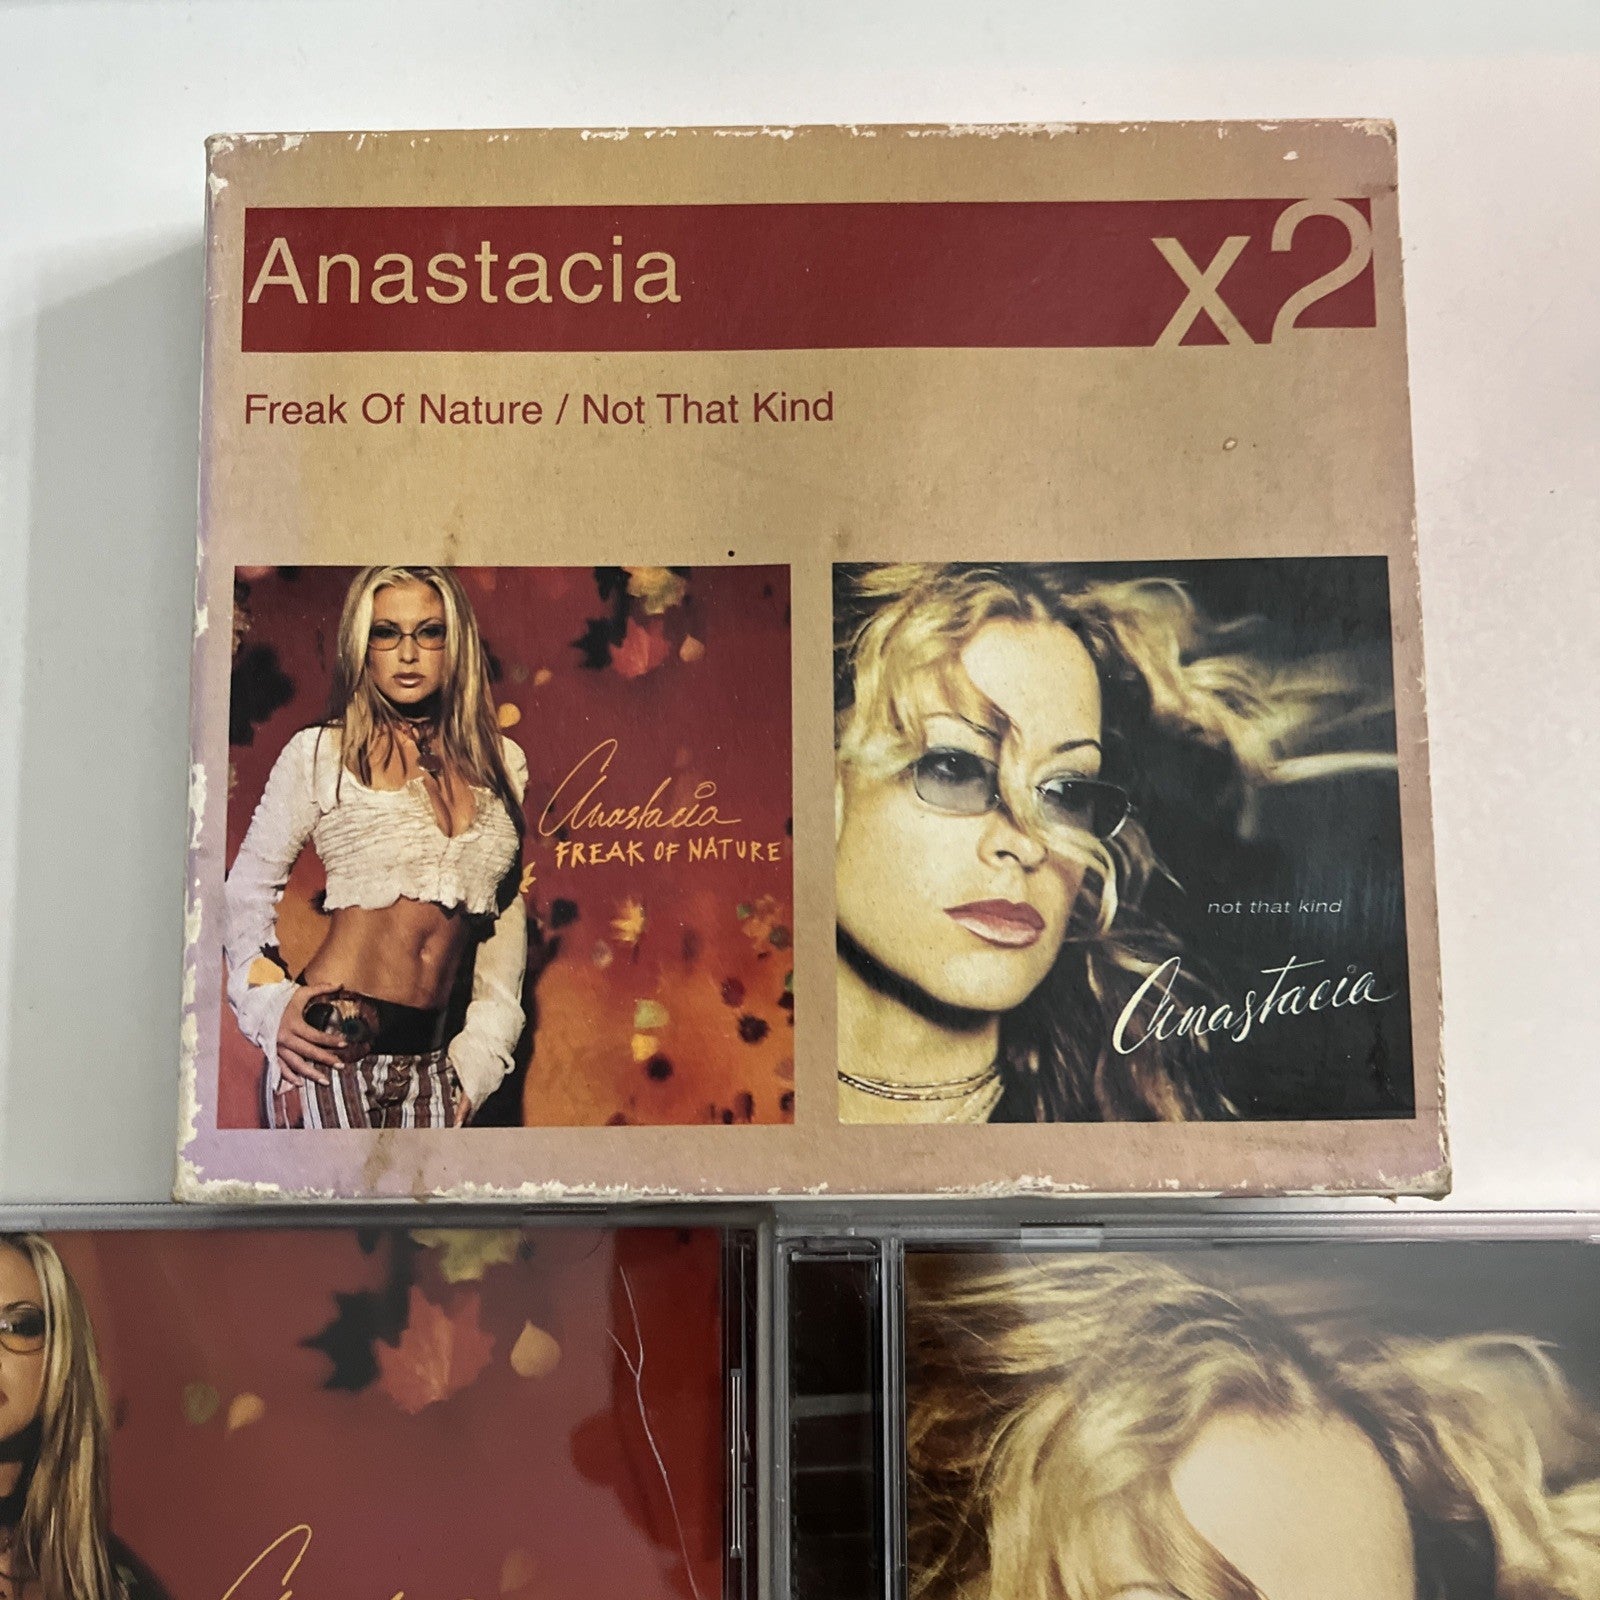 Anastacia x2
Freak Of Nature / Not That Kind
Anastacia
FREAK OF NATURE
not that kind
Anastacia